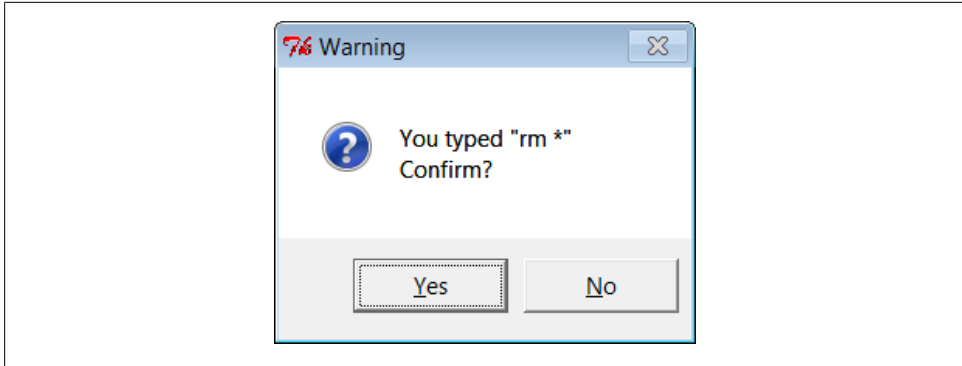 Warning
You typed "rm *"
Confirm?
Yes
No